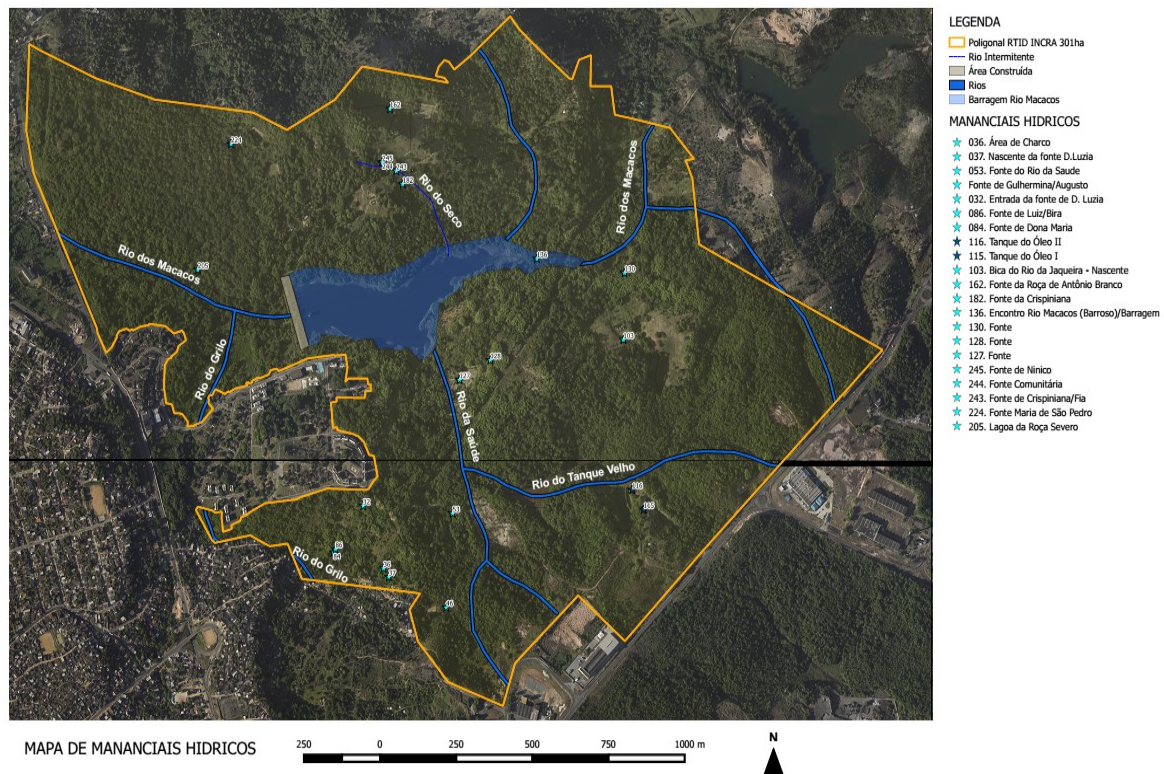 LEGENDA
Poligonal RTID INCRA 301ha
Rio Intermitente
Área Construída
Rios
Barragem Rio Macacos
MANANCIAIS HIDRICOS
036. Área de Charco
037. Nascente da fonte D.Luzia
053. Fonte do Rio da Saude
Fonte de Gulhermina/Augusto
032. Entrada da fonte de D. Luzia
086. Fonte de Luiz/Bira
084. Fonte de Dona Maria
116. Tanque do Óleo II
115. Tanque do Óleo I
103. Bica do Rio da Jaqueira - Nascente
162. Fonte da Roça de Antônio Branco
182. Fonte da Crispiniana
136. Encontro Rio Macacos (Barroso)/Barragem
130. Fonte
128. Fonte
127. Fonte
245. Fonte de Ninico
244. Fonte Comunitária
243. Fonte de Crispiniana/Fia
224. Fonte Maria de São Pedro
205. Lagoa da Roça Severo
162
224
245
244
243
182
Rio do Seco
Rio dos Macacos
Rio dos Macacos
205
136
130
103
128
127
Rio do Grilo
Rio da Saúde
Rio do Tanque Velho
116
115
32
53
86
84
Rio do Grilo
36
37
46
MAPA DE MANANCIAIS HIDRICOS
250 0 250 500 750 1000 m
N